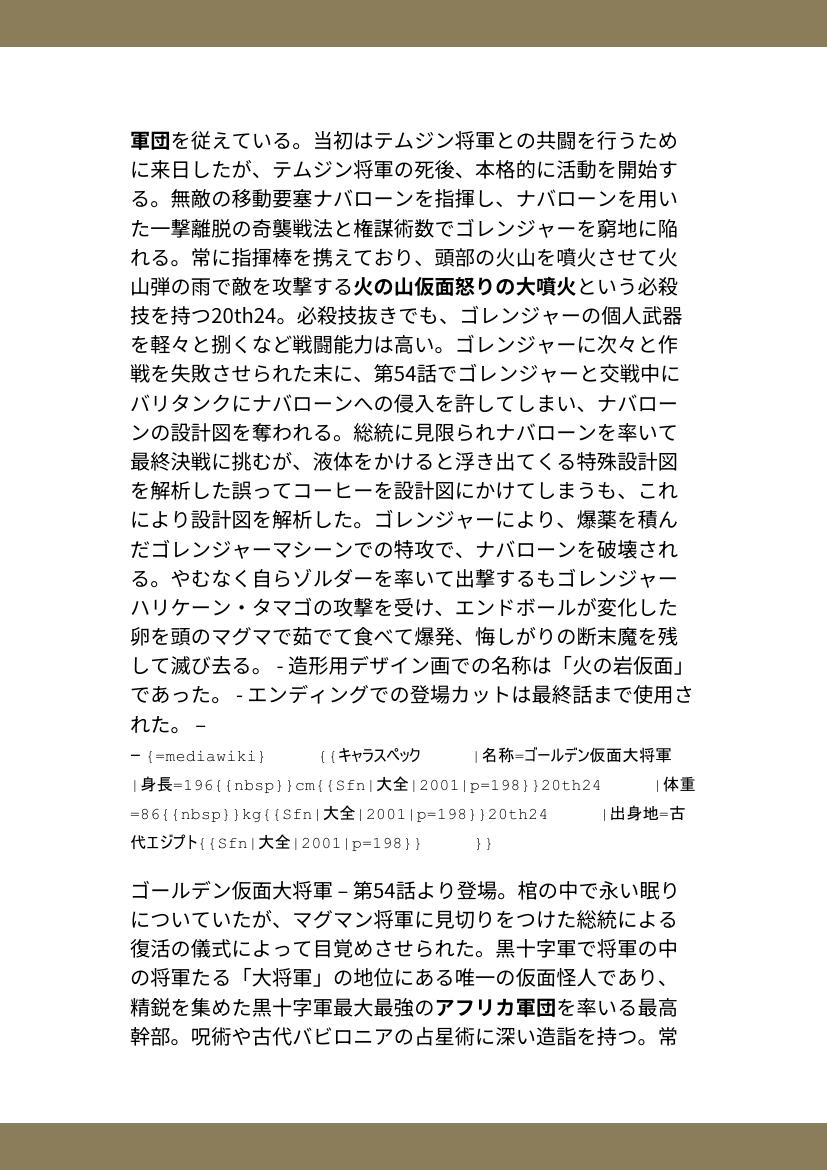 軍団を従えている。当初はテムジン将軍との共闘を行うため
に来日したが、テムジン将軍の死後、本格的に活動を開始す
る。無敵の移動要塞ナバローンを指揮し、ナバローンを用い
た一撃離脱の奇襲戦法と権謀術数でゴレンジャーを窮地に陥
れる。常に指揮棒を携えており、頭部の火山を噴火させて火
山弾の雨で敵を攻撃する火の山仮面怒りの大噴火という必殺
技を持つ20th24。必殺技抜きでも、ゴレンジャーの個人武器
を軽々と捌くなど戦闘能力は高い。ゴレンジャーに次々と作
戦を失敗させられた末に、第54話でゴレンジャーと交戦中に
バリタンクにナバローンへの侵入を許してしまい、ナバロー
ンの設計図を奪われる。総統に見限られナバローンを率いて
最終決戦に挑むが、液体をかけると浮き出てくる特殊設計図
を解析した誤ってコーヒーを設計図にかけてしまうも、これ
により設計図を解析した。ゴレンジャーにより、爆薬を積ん
だゴレンジャーマシーンでの特攻で、ナバローンを破壊され
る。やむなく自らゾルダーを率いて出撃するもゴレンジャー
ハリケーン・タマゴの攻撃を受け、エンドボールが変化した
卵を頭のマグマで茹でて食べて爆発、悔しがりの断末魔を残
して滅び去る。 - 造形用デザイン画での名称は「火の岩仮面」
であった。 - エンディングでの登場カットは最終話まで使用さ
れた。 –
– {=mediawiki} {{キャラスペック |名称=ゴールデン仮面大将軍
|身長=196{{nbsp}}cm{{Sfn|大全|2001|p=198}}20th24 |体重
=86{{nbsp}}kg{{Sfn|大全|2001|p=198}}20th24 |出身地=古
代エジプト{{Sfn|大全|2001|p=198}} }}
ゴールデン仮面大将軍 – 第54話より登場。棺の中で永い眠り
についていたが、マグマン将軍に見切りをつけた総統による
復活の儀式によって目覚めさせられた。黒十字軍で将軍の中
の将軍たる「大将軍」の地位にある唯一の仮面怪人であり、
精鋭を集めた黒十字軍最大最強のアフリカ軍団を率いる最高
幹部。呪術や古代バビロニアの占星術に深い造詣を持つ。常